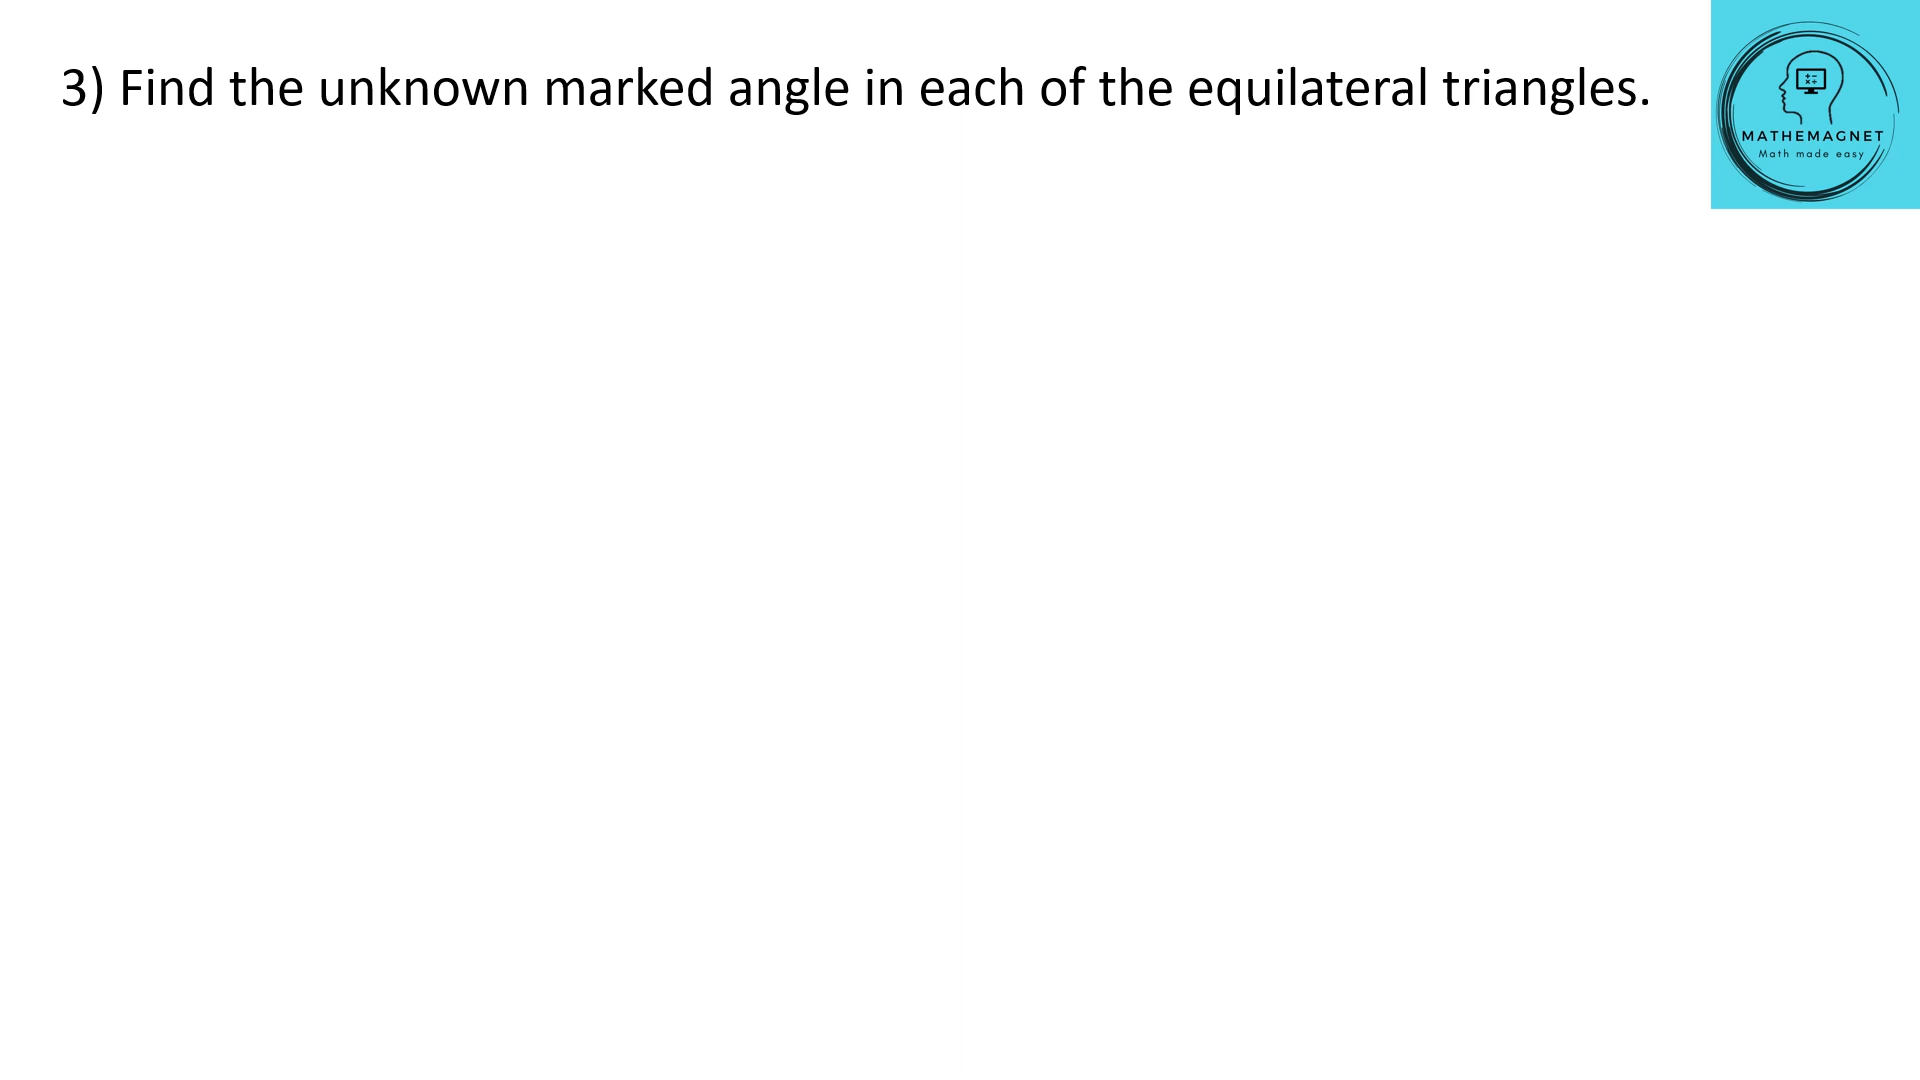 3) Find the unknown marked angle in each of the equilateral triangles.
MATHEMAGNET
Math made easy